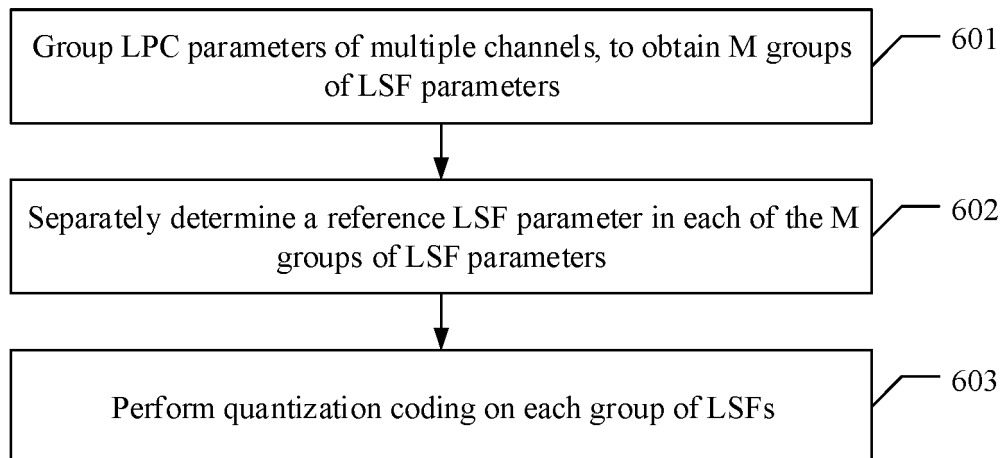 Group LPC parameters of multiple channels, to obtain M groups
of LSF parameters
601
Separately determine a reference LSF parameter in each of the M
groups of LSF parameters
602
Perform quantization coding on each group of LSFs
603